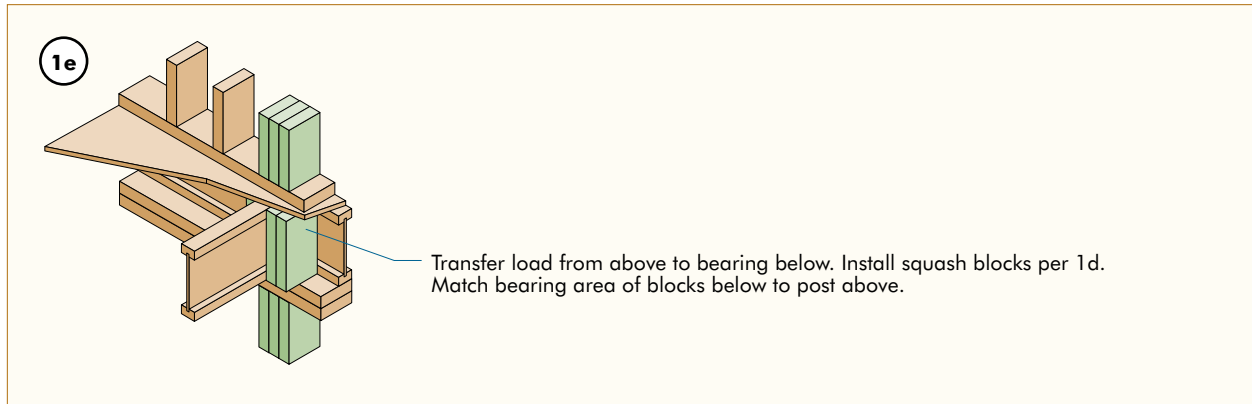 1e
Transfer load from above to bearing below. Install squash blocks per 1d.
Match bearing area of blocks below to post above.